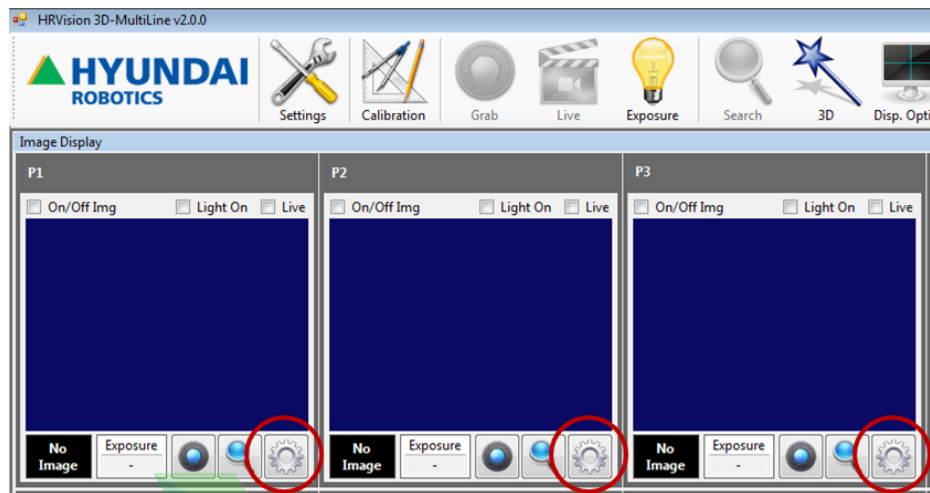 HRVision 3D-MultiLine v2.0.0
HYUNDAI
ROBOTICS
Settings Calibration Grab Live Exposure Search 3D Disp. Opti
Image Display
P1 P2 P3
On/Off Img Light On Live On/Off Img Light On Live On/Off Img Light On Live
No Image Exposure - No Image Exposure - No Image Exposure -